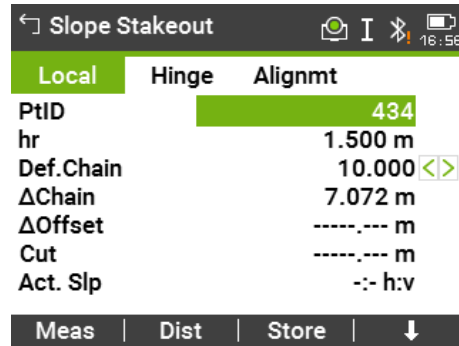 Slope Stakeout I 16:56
Local Hinge Alignmt
PtID 434
hr 1.500 m
Def.Chain 10.000 < >
ΔChain 7.072 m
ΔOffset -----.--- m
Cut -----.--- m
Act. Slp -:- h:v
Meas | Dist | Store |